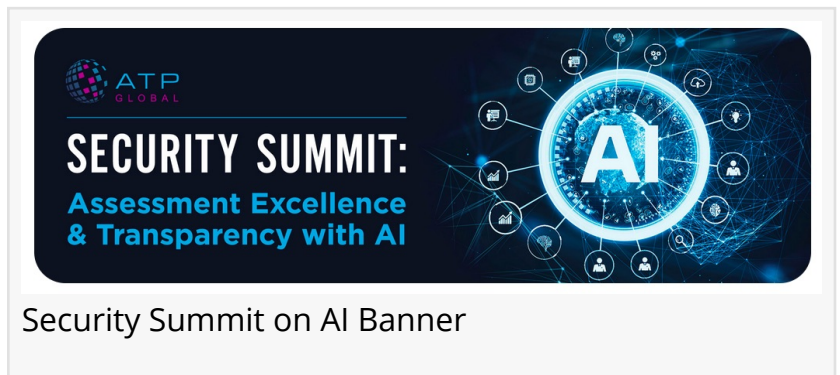 ATP
GLOBAL
SECURITY SUMMIT:
Assessment Excellence
& Transparency with AI
AI
Security Summit on AI Banner